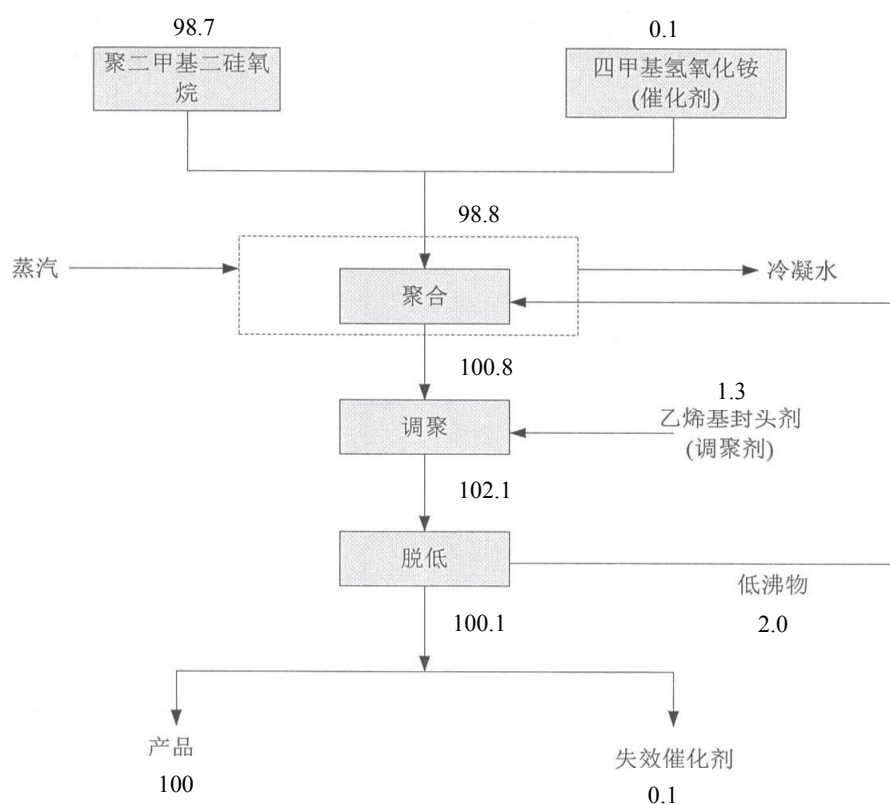 98.7
0.1
聚二甲基二硅氧
烷
四甲基氢氧化铵
(催化剂)
98.8
蒸汽
聚合
冷凝水
100.8
1.3
调聚
乙烯基封头剂
(调聚剂)
102.1
脱低
低沸物
100.1
2.0
产品
失效催化剂
100
0.1